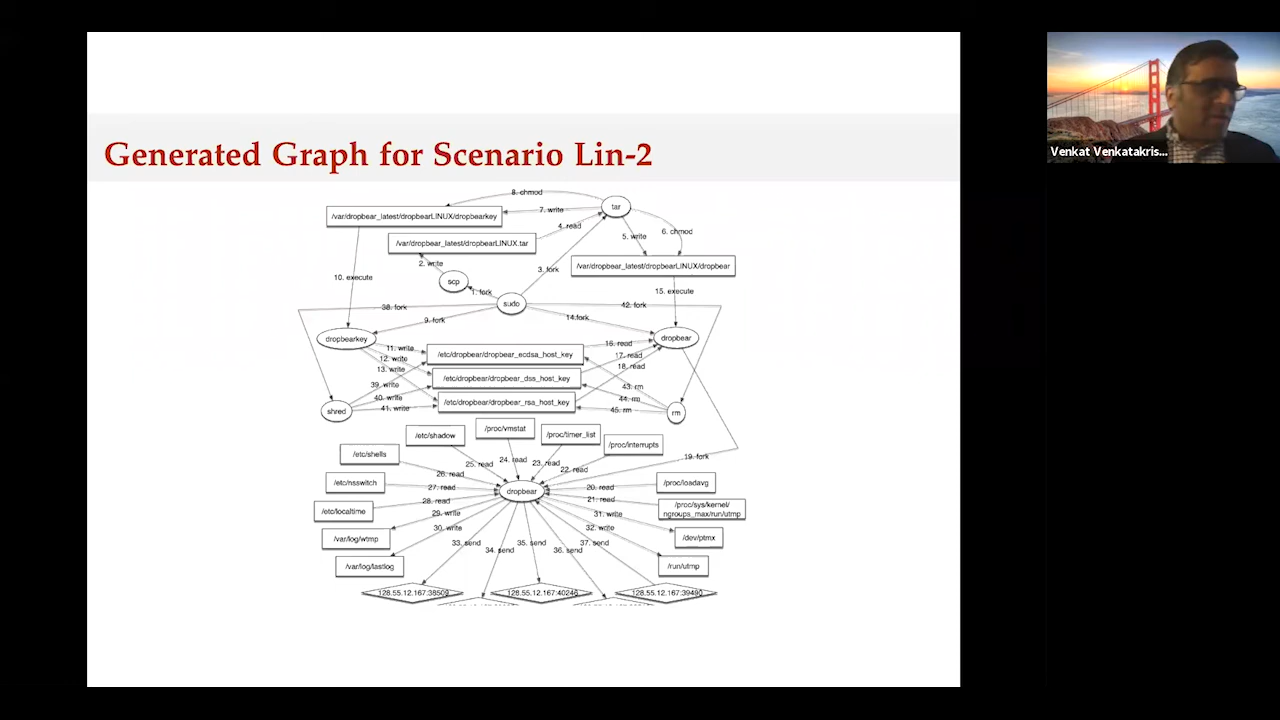 Generated Graph for Scenario Lin-2
Venkat Venkatakris...
8. chmod
tar
/var/dropbear_latest/dropbearLINUX/dropbearkey
7. write
4. read
5. write
6. chmod
/var/dropbear_latest/dropbearLINUX.tar
2. write
3. fork
/var/dropbear_latest/dropbearLINUX/dropbear
10. execute
scp
1. fork
15. execute
sudo
38. fork
42. fork
9. fork
14.fork
dropbearkey
dropbear
11. write
12. write
13. write
/etc/dropbear/dropbear_ecdsa_host_key
16. read
17. read
18. read
/etc/dropbear/dropbear_dss_host_key
39. write
40. write
41. write
43. rm
44. rm
45. rm
/etc/dropbear/dropbear_rsa_host_key
shred
rm
/etc/shadow
/proc/vmstat
/proc/timer_list
/proc/interrupts
/etc/shells
19. fork
25. read
24. read
23. read
22. read
26. read
/etc/nsswitch
27. read
dropbear
20. read
/proc/loadavg
28. read
21. read
/etc/localtime
/proc/sys/kernel/
ngroups_max/run/utmp
29. write
31. write
30. write
32. write
/var/log/wtmp
/dev/ptmx
33. send
34. send
35. send
36. send
37. send
/var/log/lastlog
/run/utmp
128.55.12.167:38509
128.55.12.167:40246
128.55.12.167:39490